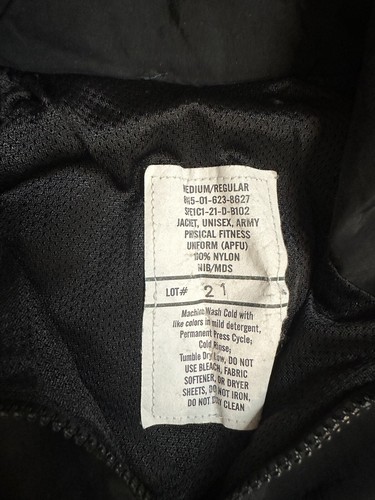 MEDIUM/REGULAR
8415-01-623-8627
SPE1C1-21-D-B102
JACKET, UNISEX, ARMY
PHSICAL FITNESS
UNIFORM (APFU)
100% NYLON
NIB/MDS
LOT# 21
Machine Wash Cold with
like colors in mild detergent,
Permanent Press Cycle;
Cold Rinse;
Tumble Dry Low, DO NOT
USE BLEACH, FABRIC
SOFTENER, OR DRYER
SHEETS, DO NOT IRON,
DO NOT DRY CLEAN